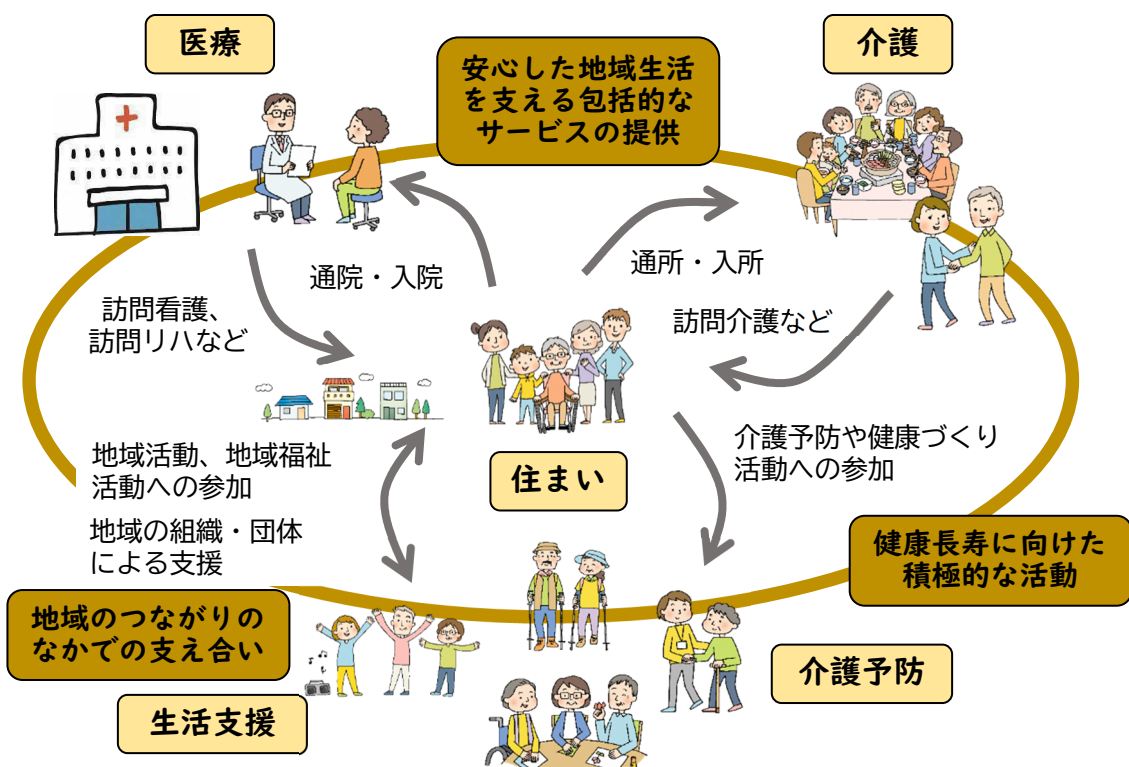 医療
安心した地域生活
を支える包括的な
サービスの提供
介護
通院・入院
通所・入所
訪問看護、
訪問リハなど
訪問介護など
地域活動、地域福祉
活動への参加
地域の組織・団体
による支援
住まい
介護予防や健康づくり
活動への参加
健康長寿に向けた
積極的な活動
地域のつながりの
なかでの支え合い
生活支援
介護予防